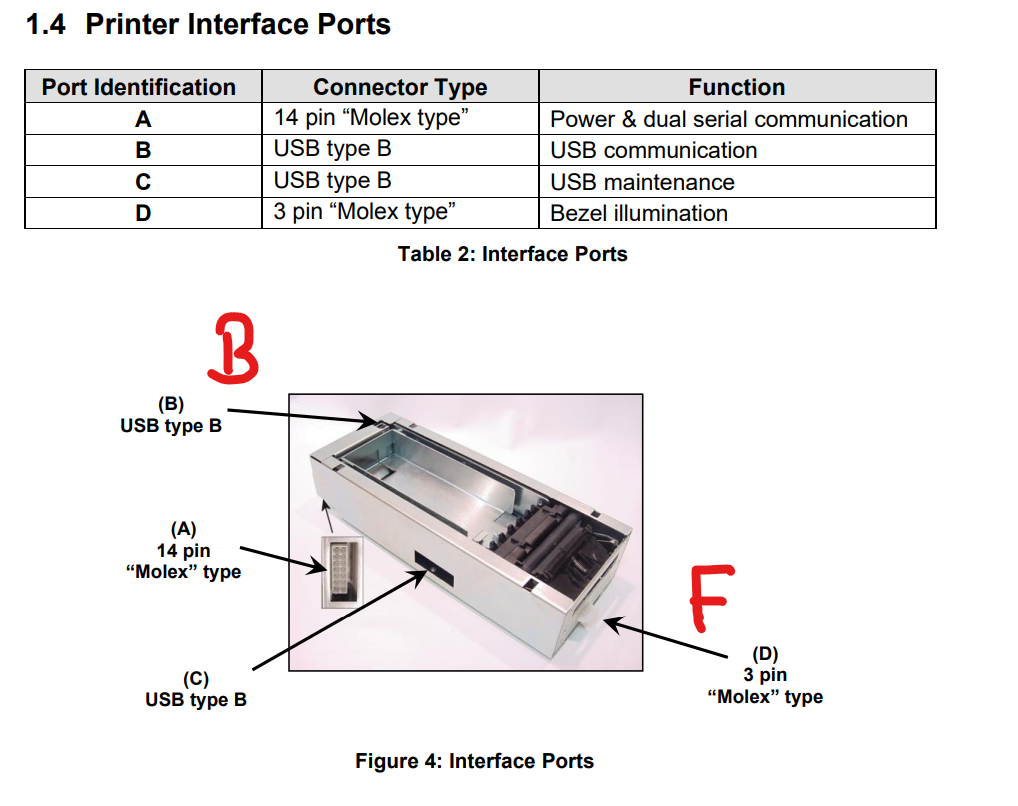 1.4 Printer Interface Ports
Port Identification Connector Type Function
A 14 pin “Molex type” Power & dual serial communication
B USB type B USB communication
C USB type B USB maintenance
D 3 pin “Molex type” Bezel illumination
Table 2: Interface Ports
B
(B)
USB type B
(A)
14 pin
“Molex” type
(C)
USB type B
F
(D)
3 pin
“Molex” type
Figure 4: Interface Ports